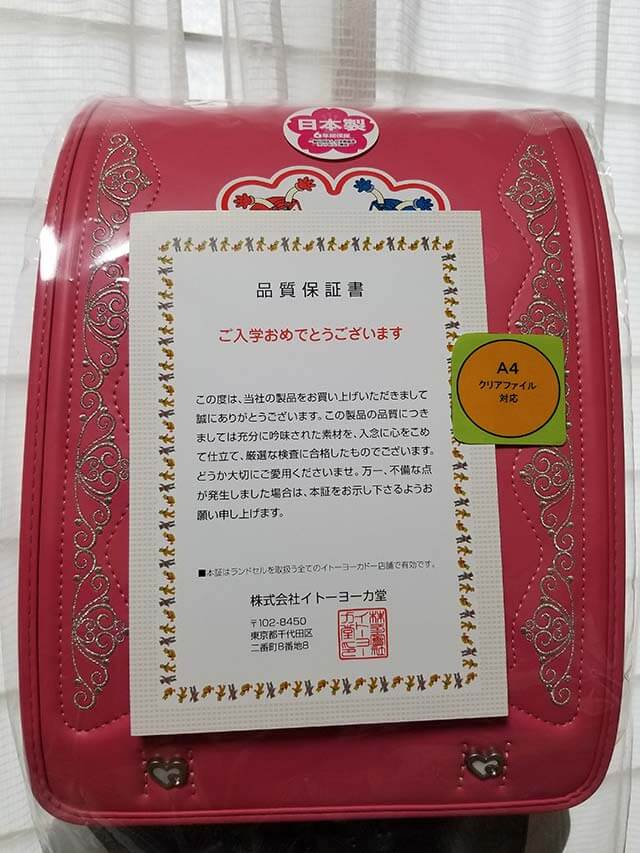 日本製
6年間保証
品質保証書
ご入学おめでとうございます
この度は、当社の製品をお買い上げいただきまして
誠にありがとうございます。この製品の品質につき
ましては充分に吟味された素材を、入念に心をこめ
て仕立て、厳選な検査に合格したものでございます。
どうか大切にご愛用くださいませ。万一、不備な点
が発生しました場合は、本証をお示し下さるようお
願い申し上げます。
A4
クリアファイル
対応
■本証はランドセルを取扱う全てのイトーヨーカドー店舗で有効です。
株式会社イトーヨーカ堂
〒102-8450
東京都千代田区
二番町8番地8